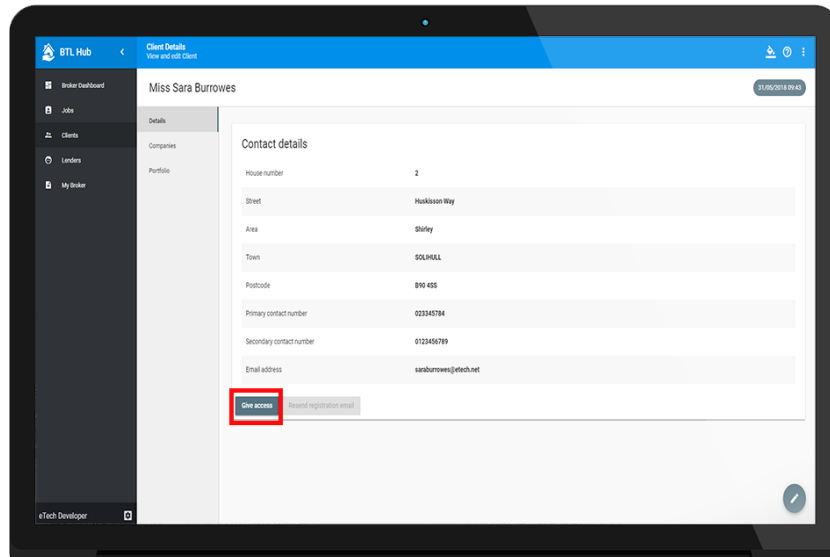 BTL Hub
Client Details
View and edit Client
Broker Dashboard
Jobs
Clients
Lenders
My Broker
eTech Developer
Miss Sara Burrowes
31/05/2018 09:43
Details
Companies
Portfolio
Contact details
House number 2
Street Huskisson Way
Area Shirley
Town SOLIHULL
Postcode B90 4SS
Primary contact number 023345784
Secondary contact number 0123456789
Email address saraburrowes@etech.net
Give access Resend registration email